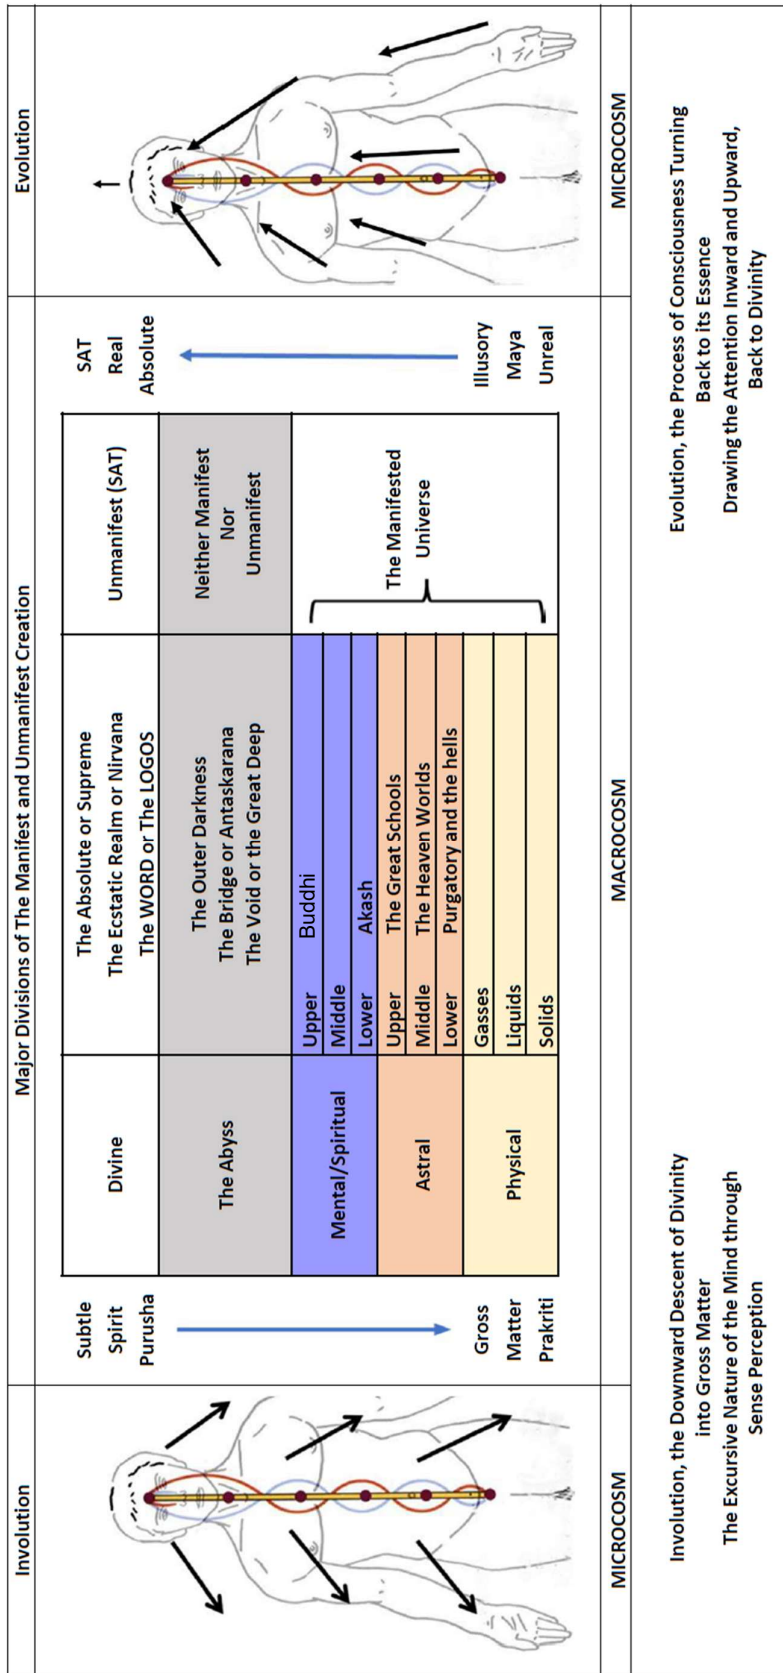 Involution
Major Divisions of The Manifest and Unmanifest Creation
Evolution
Subtle
Spirit
Purusha
Gross
Matter
Prakriti
Divine
The Absolute or Supreme
The Ecstatic Realm or Nirvana
The WORD or The LOGOS
Unmanifest (SAT)
The Abyss
The Outer Darkness
The Bridge or Antaskarana
The Void or the Great Deep
Neither Manifest
Nor
Unmanifest
Mental/Spiritual
Upper Buddhi
Middle
Lower Akash
Astral
Upper The Great Schools
Middle The Heaven Worlds
Lower Purgatory and the hells
Physical
Gasses
Liquids
Solids
The Manifested
Universe
SAT
Real
Absolute
Illusory
Maya
Unreal
MICROCOSM
MACROCOSM
MICROCOSM
Involution, the Downward Descent of Divinity
into Gross Matter
The Excursive Nature of the Mind through
Sense Perception
Evolution, the Process of Consciousness Turning
Back to its Essence
Drawing the Attention Inward and Upward,
Back to Divinity